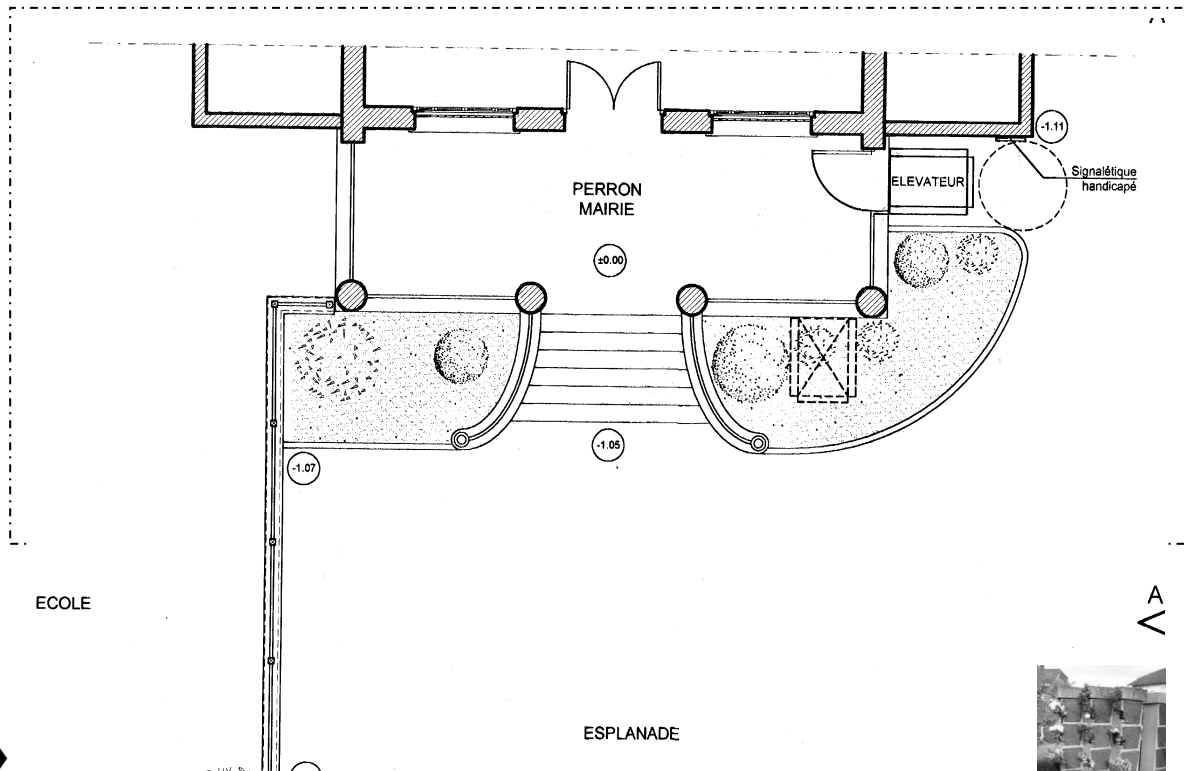 -1.11
Signalétique
handicapé
ELEVATEUR
PERRON
MAIRIE
±0.00
-1.05
-1.07
ECOLE
A
ESPLANADE